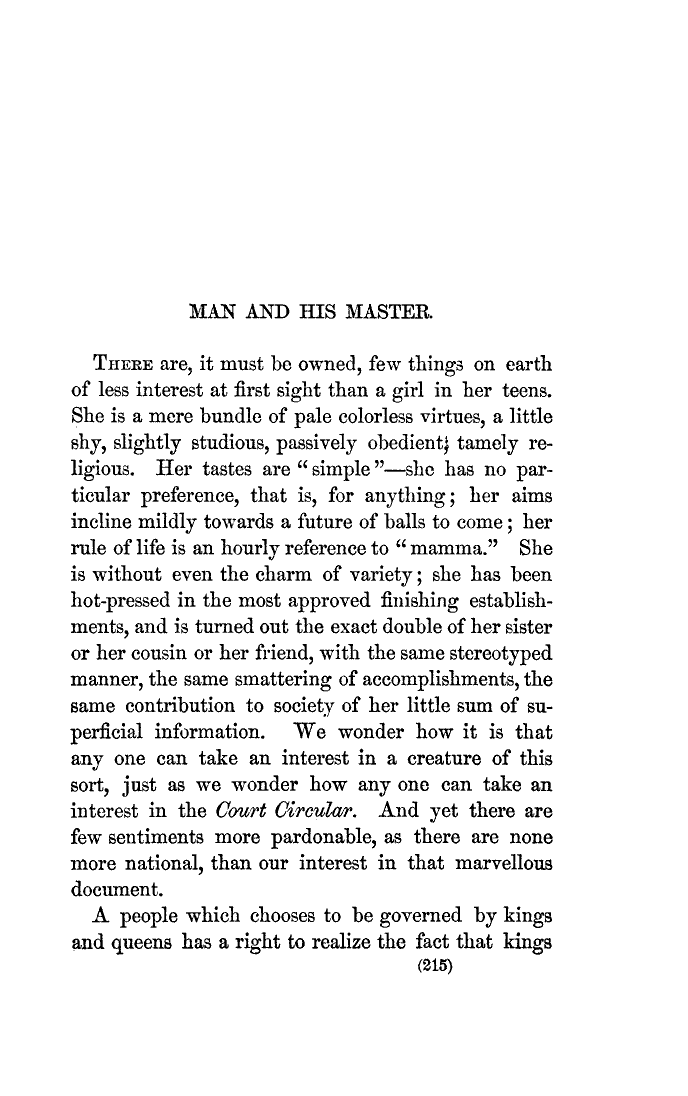 MAN AND HIS MASTER.
THERE are, it must be owned, few things on earth
of less interest at first sight than a girl in her teens.
She is a mere bundle of pale colorless virtues, a little
shy, slightly studious, passively obedient; tamely re-
ligious. Her tastes are “simple”—she has no par-
ticular preference, that is, for anything; her aims
incline mildly towards a future of balls to come; her
rule of life is an hourly reference to “mamma.” She
is without even the charm of variety; she has been
hot-pressed in the most approved finishing establish-
ments, and is turned out the exact double of her sister
or her cousin or her friend, with the same stereotyped
manner, the same smattering of accomplishments, the
same contribution to society of her little sum of su-
perficial information. We wonder how it is that
any one can take an interest in a creature of this
sort, just as we wonder how any one can take an
interest in the Court Circular. And yet there are
few sentiments more pardonable, as there are none
more national, than our interest in that marvellous
document.
A people which chooses to be governed by kings
and queens has a right to realize the fact that kings
(215)